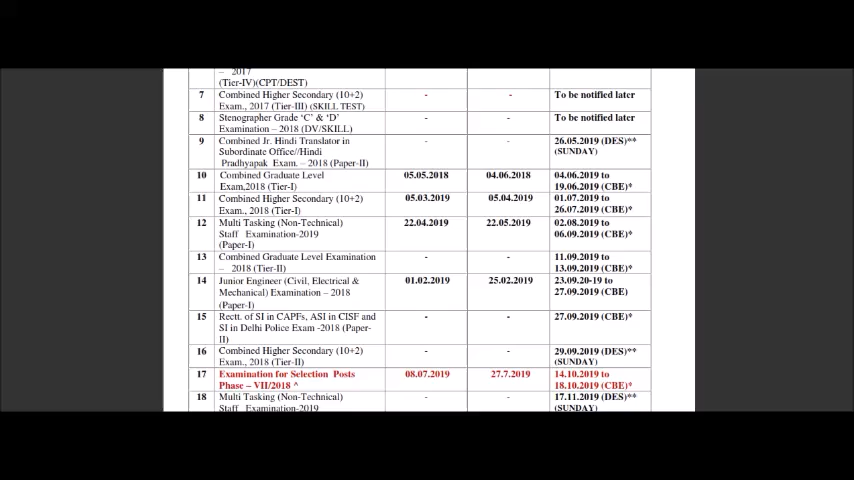 – 2017
(Tier-IV)(CPT/DEST)
7 Combined Higher Secondary (10+2) - - To be notified later
Exam., 2017 (Tier-III) (SKILL TEST)
8 Stenographer Grade ‘C’ & ‘D’ - - To be notified later
Examination – 2018 (DV/SKILL)
9 Combined Jr. Hindi Translator in - - 26.05.2019 (DES)**
Subordinate Office//Hindi (SUNDAY)
Pradhyapak Exam. – 2018 (Paper-II)
10 Combined Graduate Level 05.05.2018 04.06.2018 04.06.2019 to
Exam,2018 (Tier-I) 19.06.2019 (CBE)*
11 Combined Higher Secondary (10+2) 05.03.2019 05.04.2019 01.07.2019 to
Exam., 2018 (Tier-I) 26.07.2019 (CBE)*
12 Multi Tasking (Non-Technical) 22.04.2019 22.05.2019 02.08.2019 to
Staff Examination-2019 06.09.2019 (CBE)*
(Paper-I)
13 Combined Graduate Level Examination - - 11.09.2019 to
– 2018 (Tier-II) 13.09.2019 (CBE)*
14 Junior Engineer (Civil, Electrical & 01.02.2019 25.02.2019 23.09.20-19 to
Mechanical) Examination – 2018 27.09.2019 (CBE)
(Paper-I)
15 Rectt. of SI in CAPFs, ASI in CISF and - - 27.09.2019 (CBE)*
SI in Delhi Police Exam -2018 (Paper-
II)
16 Combined Higher Secondary (10+2) - - 29.09.2019 (DES)**
Exam., 2018 (Tier-II) (SUNDAY)
17 Examination for Selection Posts 08.07.2019 27.7.2019 14.10.2019 to
Phase – VII/2018 ^ 18.10.2019 (CBE)*
18 Multi Tasking (Non-Technical) - - 17.11.2019 (DES)**
Staff Examination-2019 (SUNDAY)